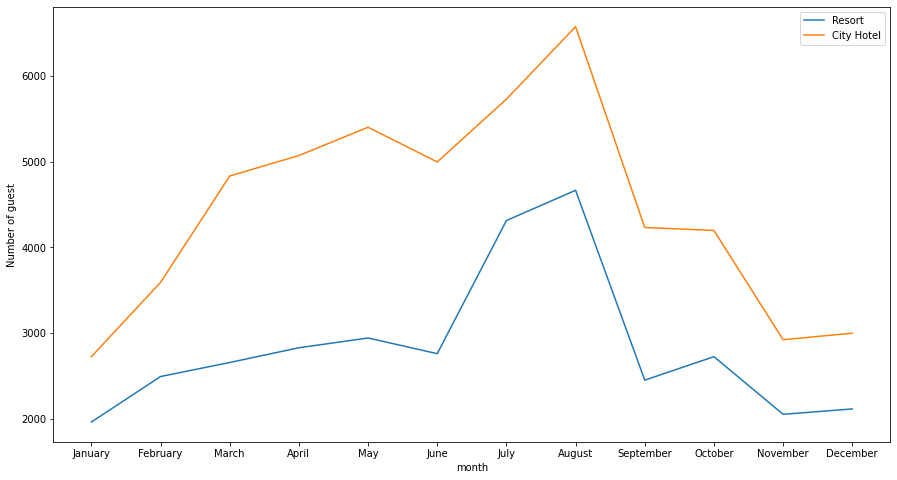 Resort
City Hotel
Number of guest
6000
5000
4000
3000
2000
January February March April May June July August September October November December
month